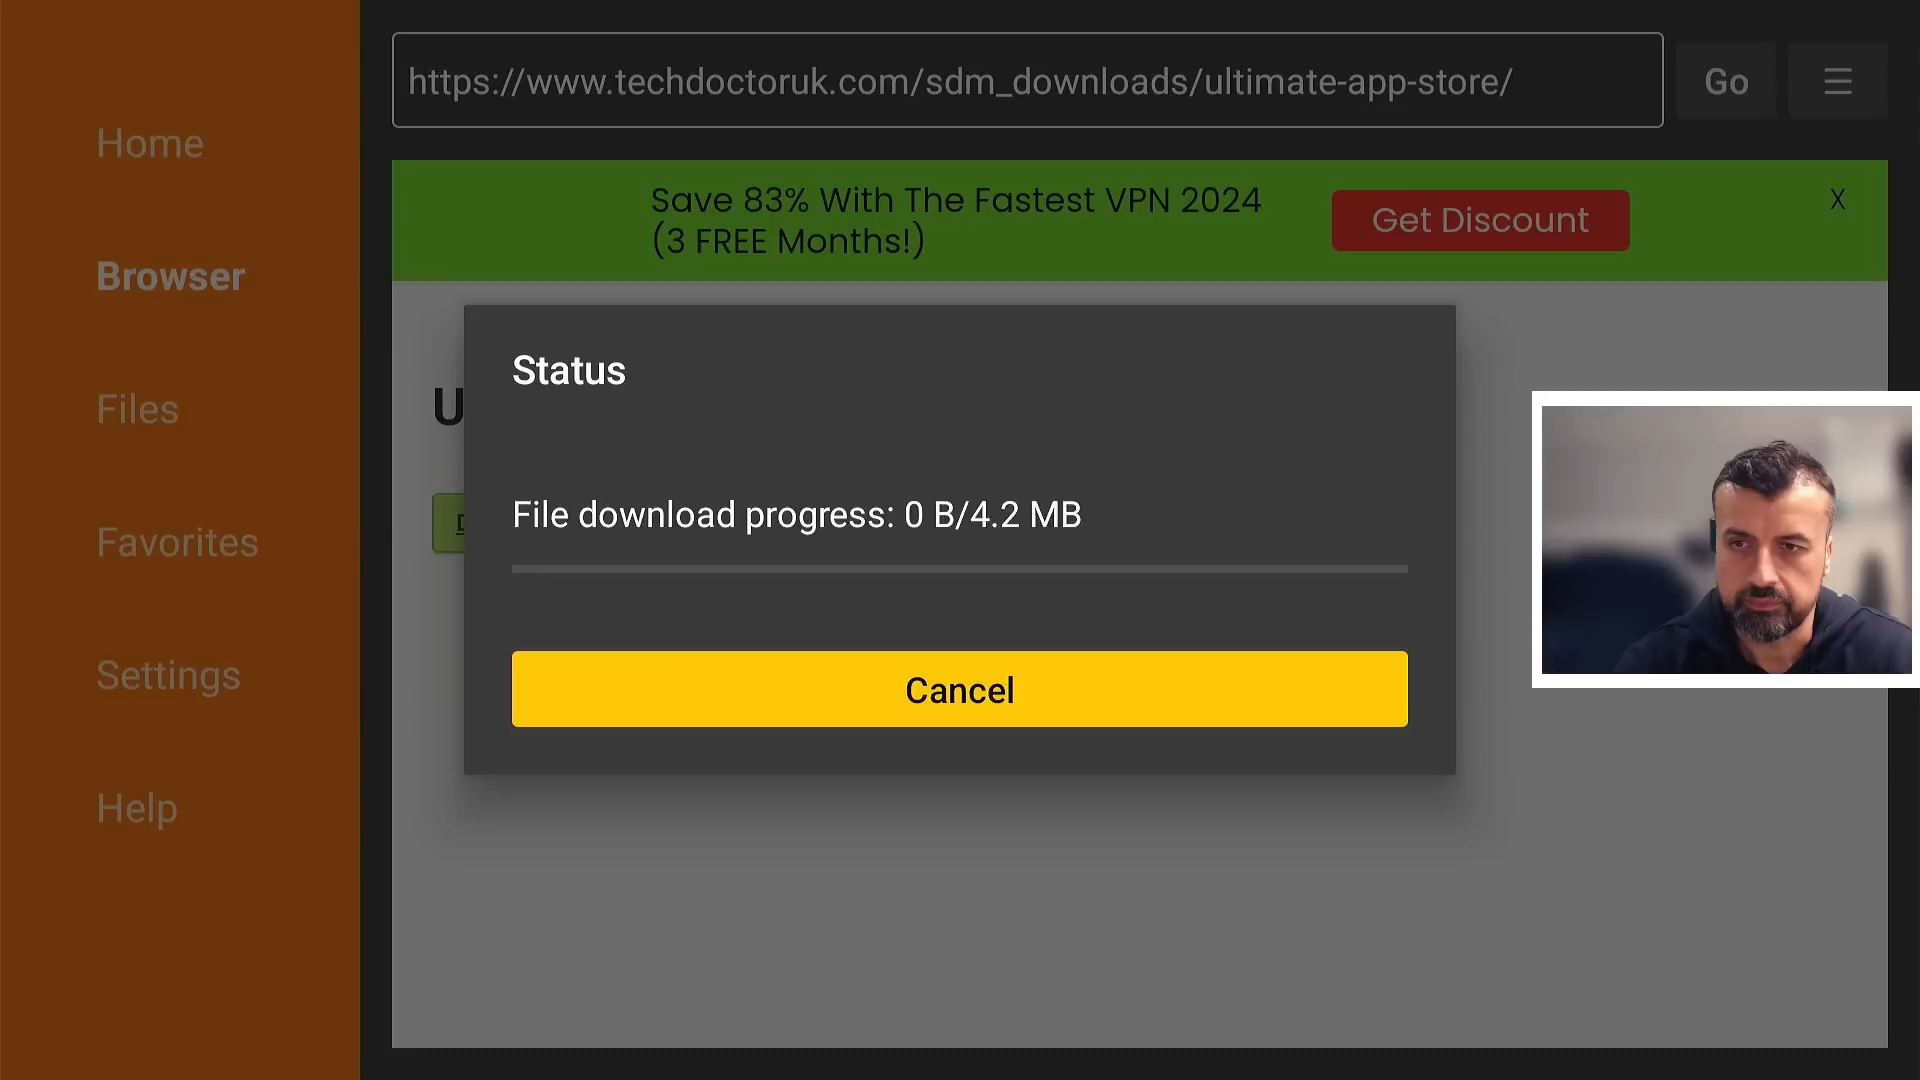 Home
Browser
Files
Favorites
Settings
Help
https://www.techdoctoruk.com/sdm_downloads/ultimate-app-store/
Go
Save 83% With The Fastest VPN 2024
(3 FREE Months!)
Get Discount
X
U
Status
File download progress: 0 B/4.2 MB
Cancel